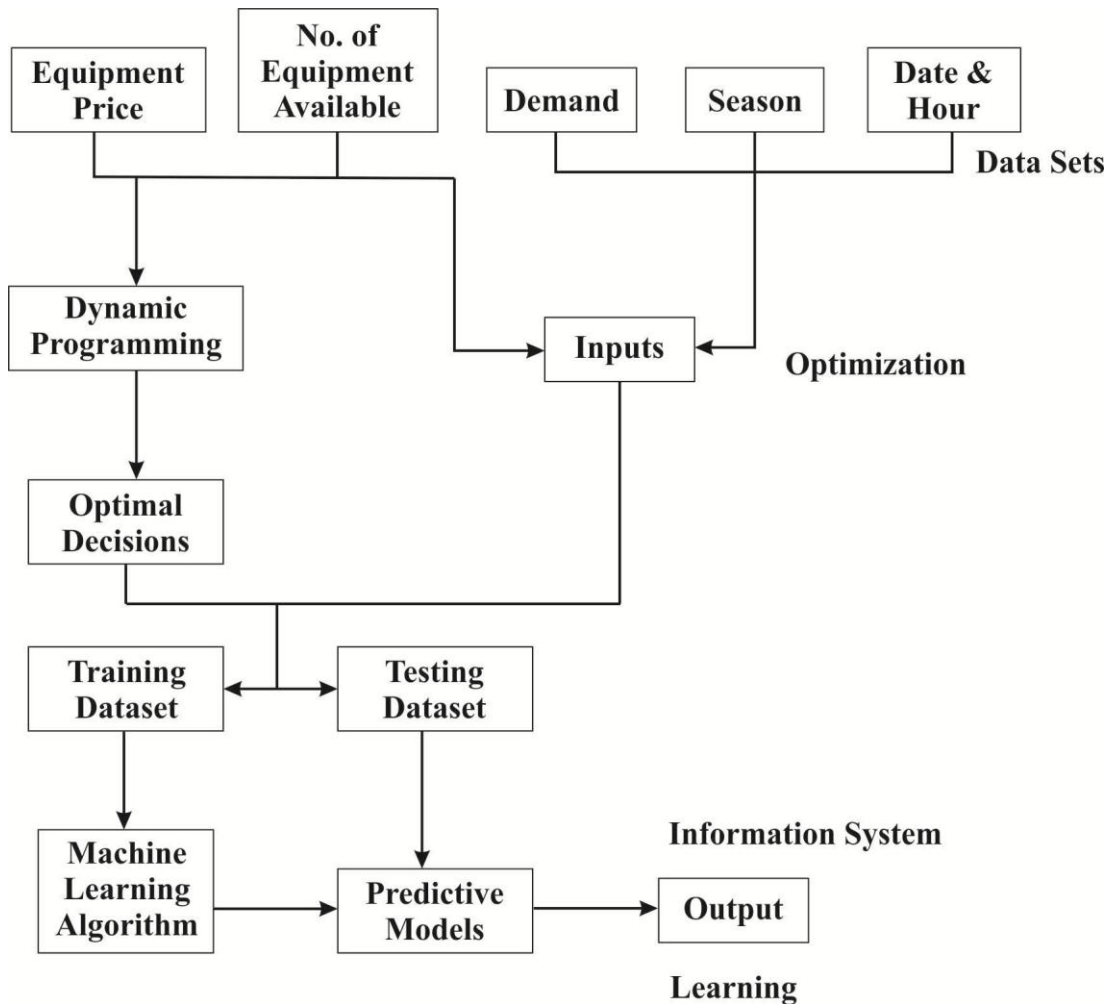 Equipment
Price
No. of
Equipment
Available
Demand
Season
Date &
Hour
Data Sets
Dynamic
Programming
Inputs
Optimization
Optimal
Decisions
Training
Dataset
Testing
Dataset
Machine
Learning
Algorithm
Predictive
Models
Information System
Output
Learning